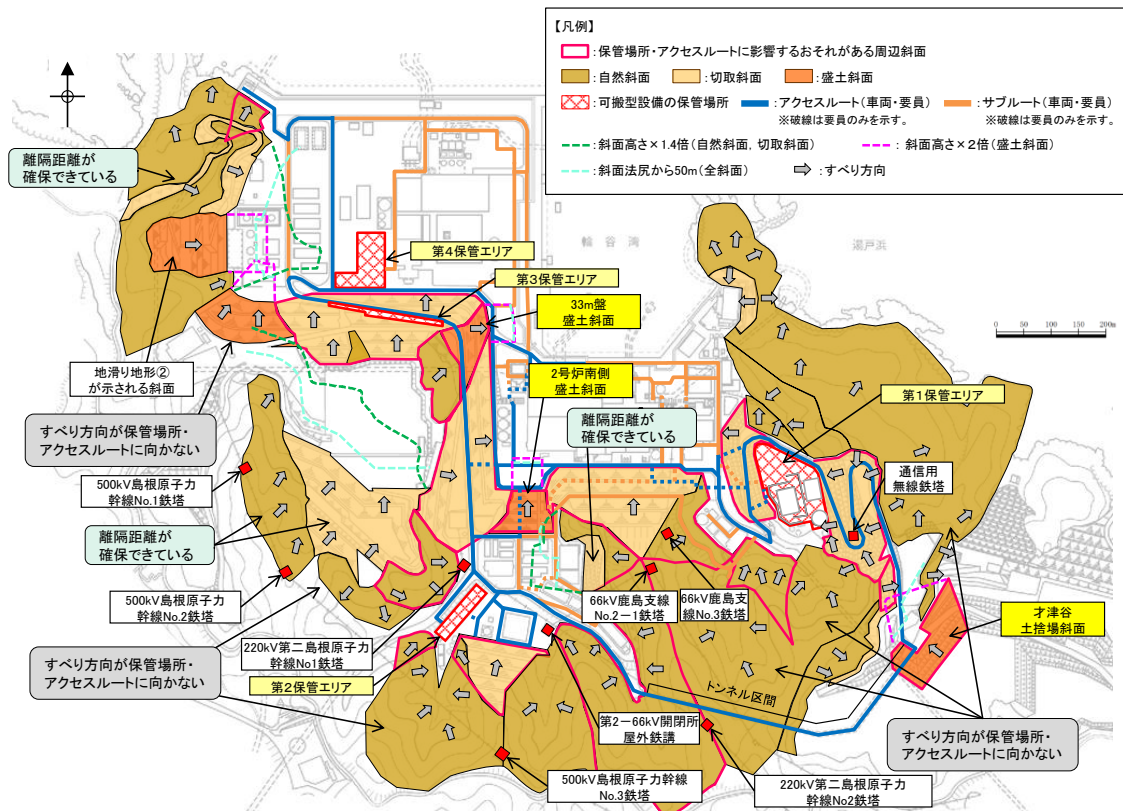 【凡例】
:保管場所・アクセスルートに影響するおそれがある周辺斜面
:自然斜面
:切取斜面
:盛土斜面
:可搬型設備の保管場所
:アクセスルート(車両・要員)
※破線は要員のみを示す。
:サブルート(車両・要員)
※破線は要員のみを示す。
:斜面高さ×1.4倍(自然斜面,切取斜面)
:斜面高さ×2倍(盛土斜面)
:斜面法尻から50m(全斜面)
:すべり方向
離隔距離が
確保できている
輪谷湾
湯戸浜
第4保管エリア
第3保管エリア
33m盤
盛土斜面
0
50
100
150
200m
地滑り地形②
が示される斜面
2号炉南側
盛土斜面
第1保管エリア
すべり方向が保管場所・
アクセスルートに向かない
離隔距離が
確保できている
通信用
無線鉄塔
500kV島根原子力
幹線No.1鉄塔
離隔距離が
確保できている
500kV島根原子力
幹線No.2鉄塔
66kV鹿島支線
No.2-1鉄塔
66kV鹿島支
線No.3鉄塔
才津谷
土捨場斜面
220kV第二島根原子力
幹線No1鉄塔
すべり方向が保管場所・
アクセスルートに向かない
第2保管エリア
トンネル区間
第2-66kV開閉所
屋外鉄講
すべり方向が保管場所・
アクセスルートに向かない
500kV島根原子力幹線
No.3鉄塔
220kV第二島根原子力
幹線No2鉄塔